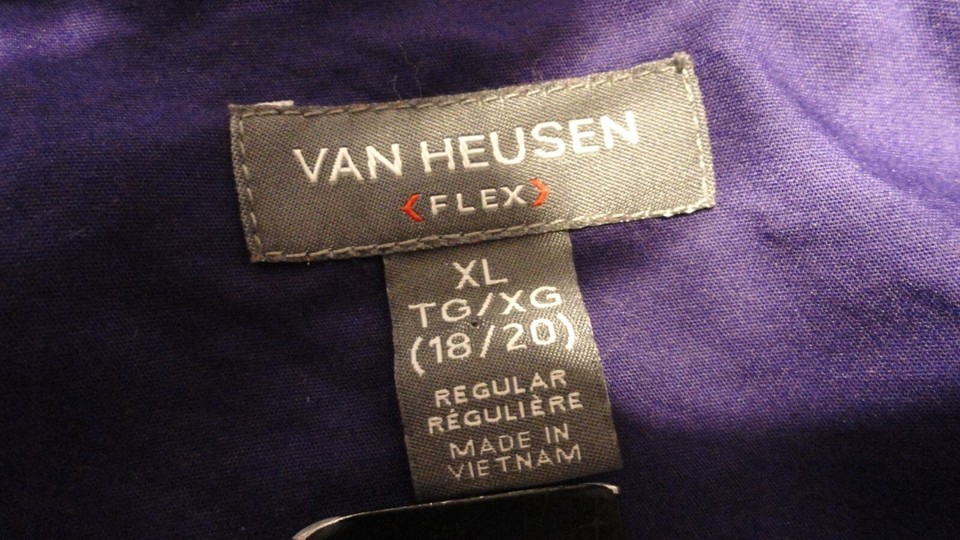 VAN HEUSEN
<FLEX>
XL
TG/XG
(18/20)
REGULAR
RÉGULIÈRE
MADE IN
VIETNAM